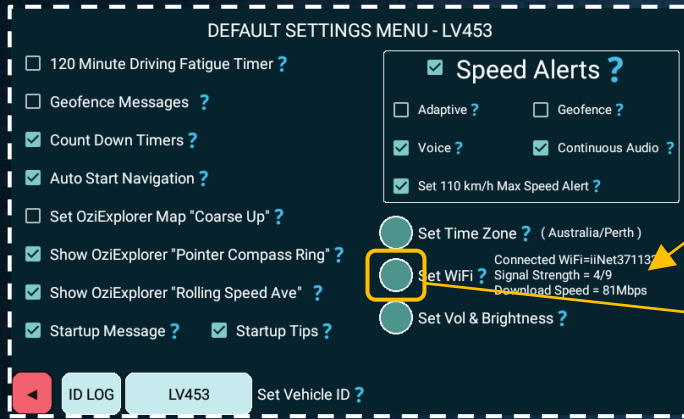 DEFAULT SETTINGS MENU - LV453
120 Minute Driving Fatigue Timer ?
Geofence Messages ?
Count Down Timers ?
Auto Start Navigation ?
Set OziExplorer Map "Coarse Up" ?
Show OziExplorer "Pointer Compass Ring" ?
Show OziExplorer "Rolling Speed Ave" ?
Startup Message ? Startup Tips ?
Speed Alerts ?
Adaptive ? Geofence ?
Voice ? Continuous Audio ?
Set 110 km/h Max Speed Alert ?
Set Time Zone ? ( Australia/Perth )
Set WiFi ?
Connected WiFi=iiNet371132
Signal Strength = 4/9
Download Speed = 81Mbps
Set Vol & Brightness ?
ID LOG LV453 Set Vehicle ID ?